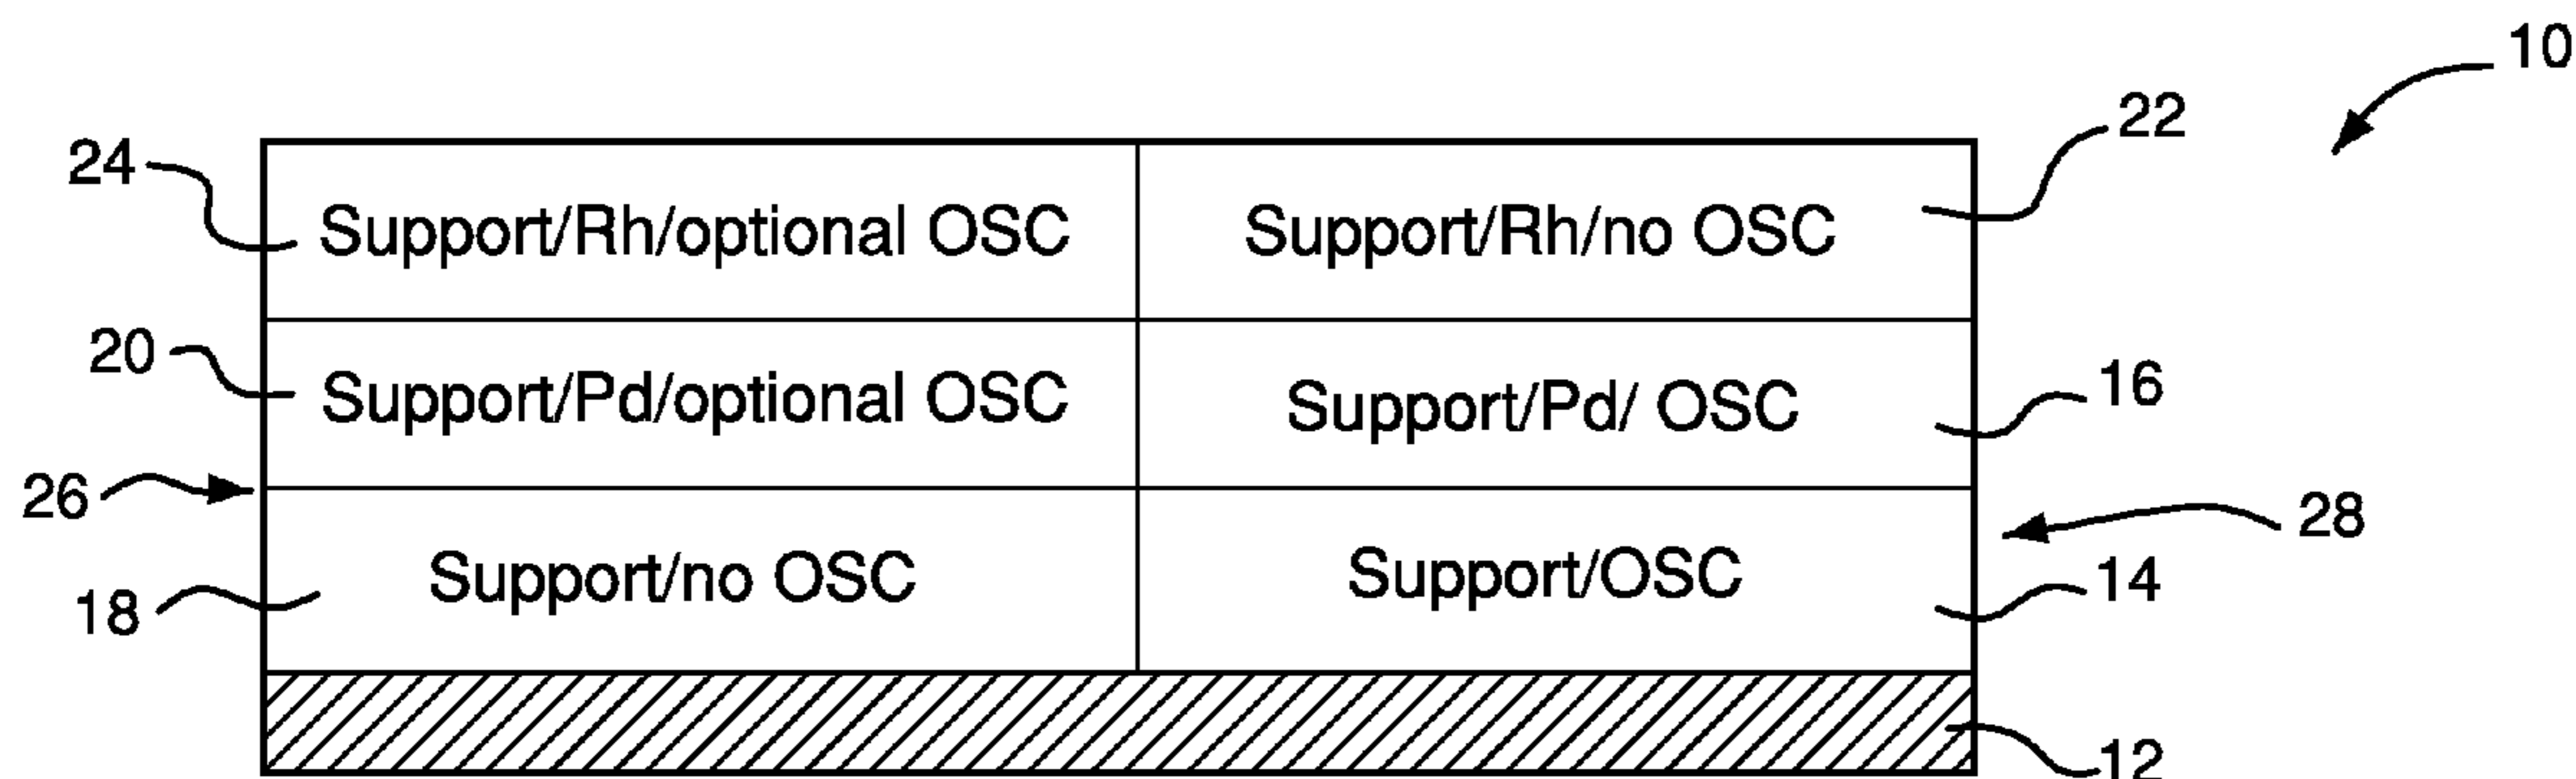 10
22
24
Support/Rh/optional OSC
Support/Rh/no OSC
20
Support/Pd/optional OSC
Support/Pd/ OSC
16
26
28
18
Support/no OSC
Support/OSC
14
12